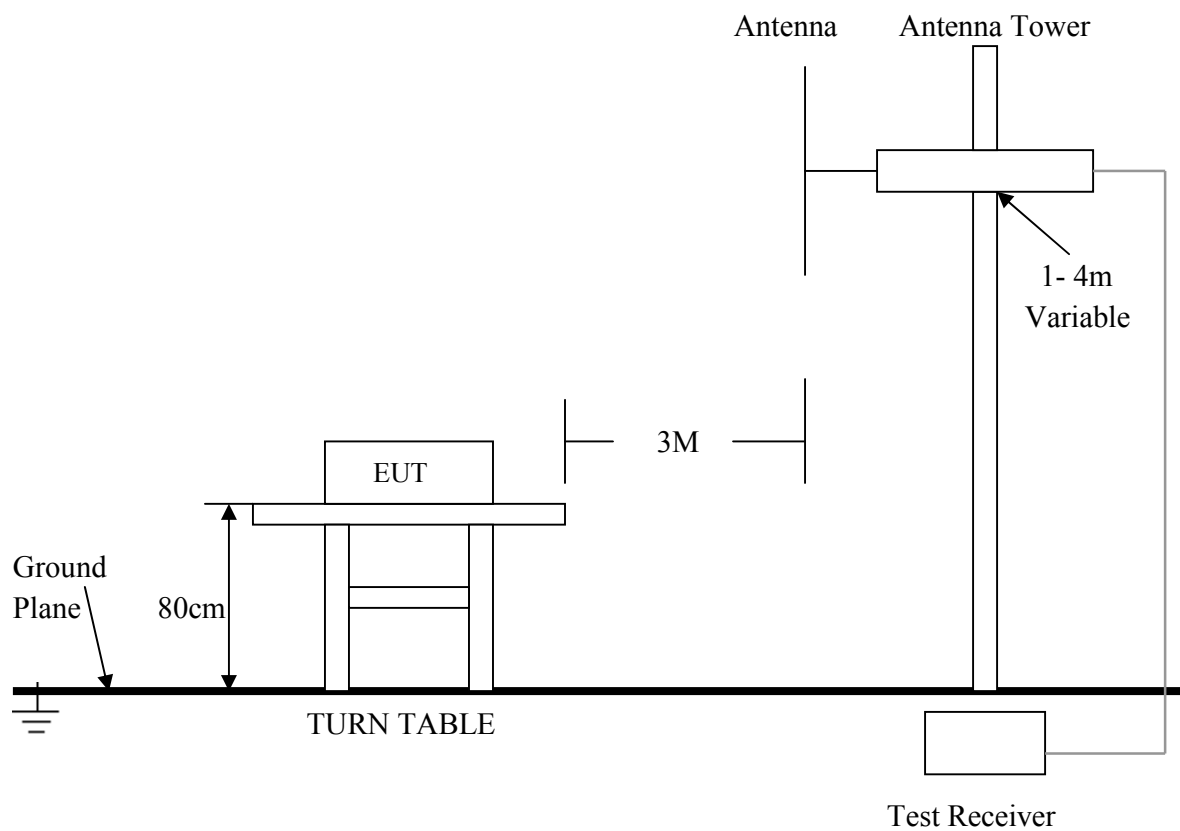 Antenna
Antenna Tower
1- 4m
Variable
3M
EUT
Ground
Plane
80cm
TURN TABLE
Test Receiver